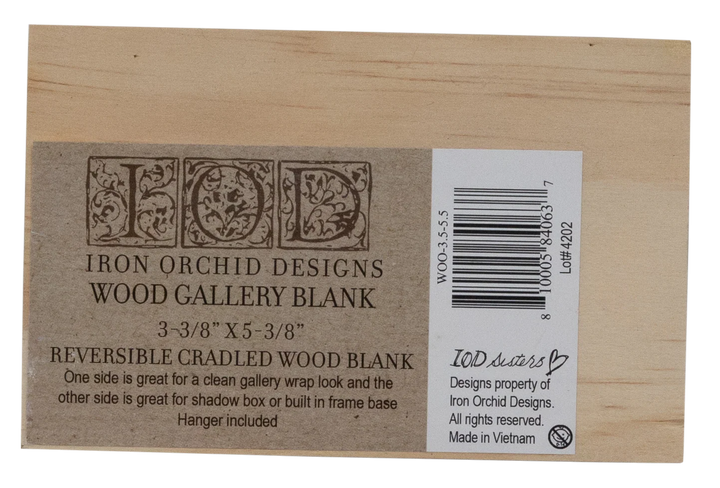 IOD
IRON ORCHID DESIGNS
WOOD GALLERY BLANK
3-3/8" X 5-3/8"
REVERSIBLE CRADLED WOOD BLANK
One side is great for a clean gallery wrap look and the
other side is great for shadow box or built in frame base
Hanger included
WOO-3.5-5.5
8 10005 84063 7
Lot# 4202
IOD sisters
Designs property of
Iron Orchid Designs.
All rights reserved.
Made in Vietnam